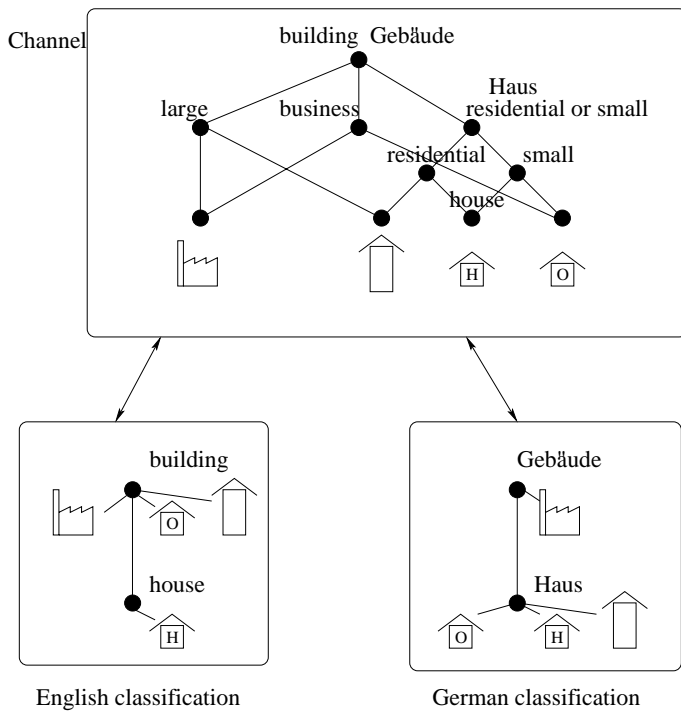 Channel
building Gebäude
Haus
large business residential or small
residential small
house
H O
building
O
house
H
English classification
Gebäude
Haus
O H
German classification